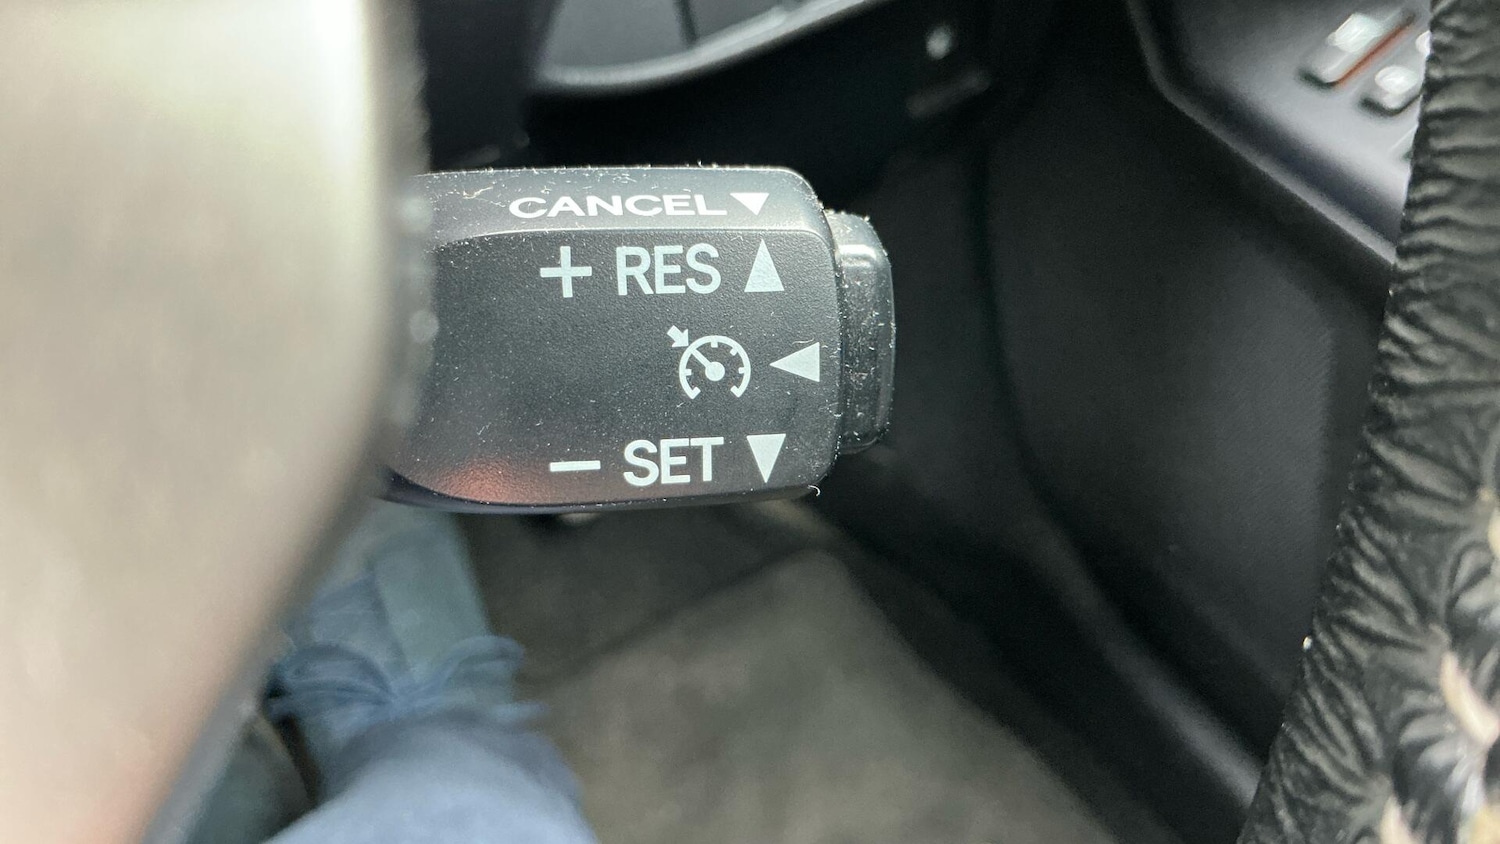 CANCEL ▼
+ RES ▲
◀
− SET ▼